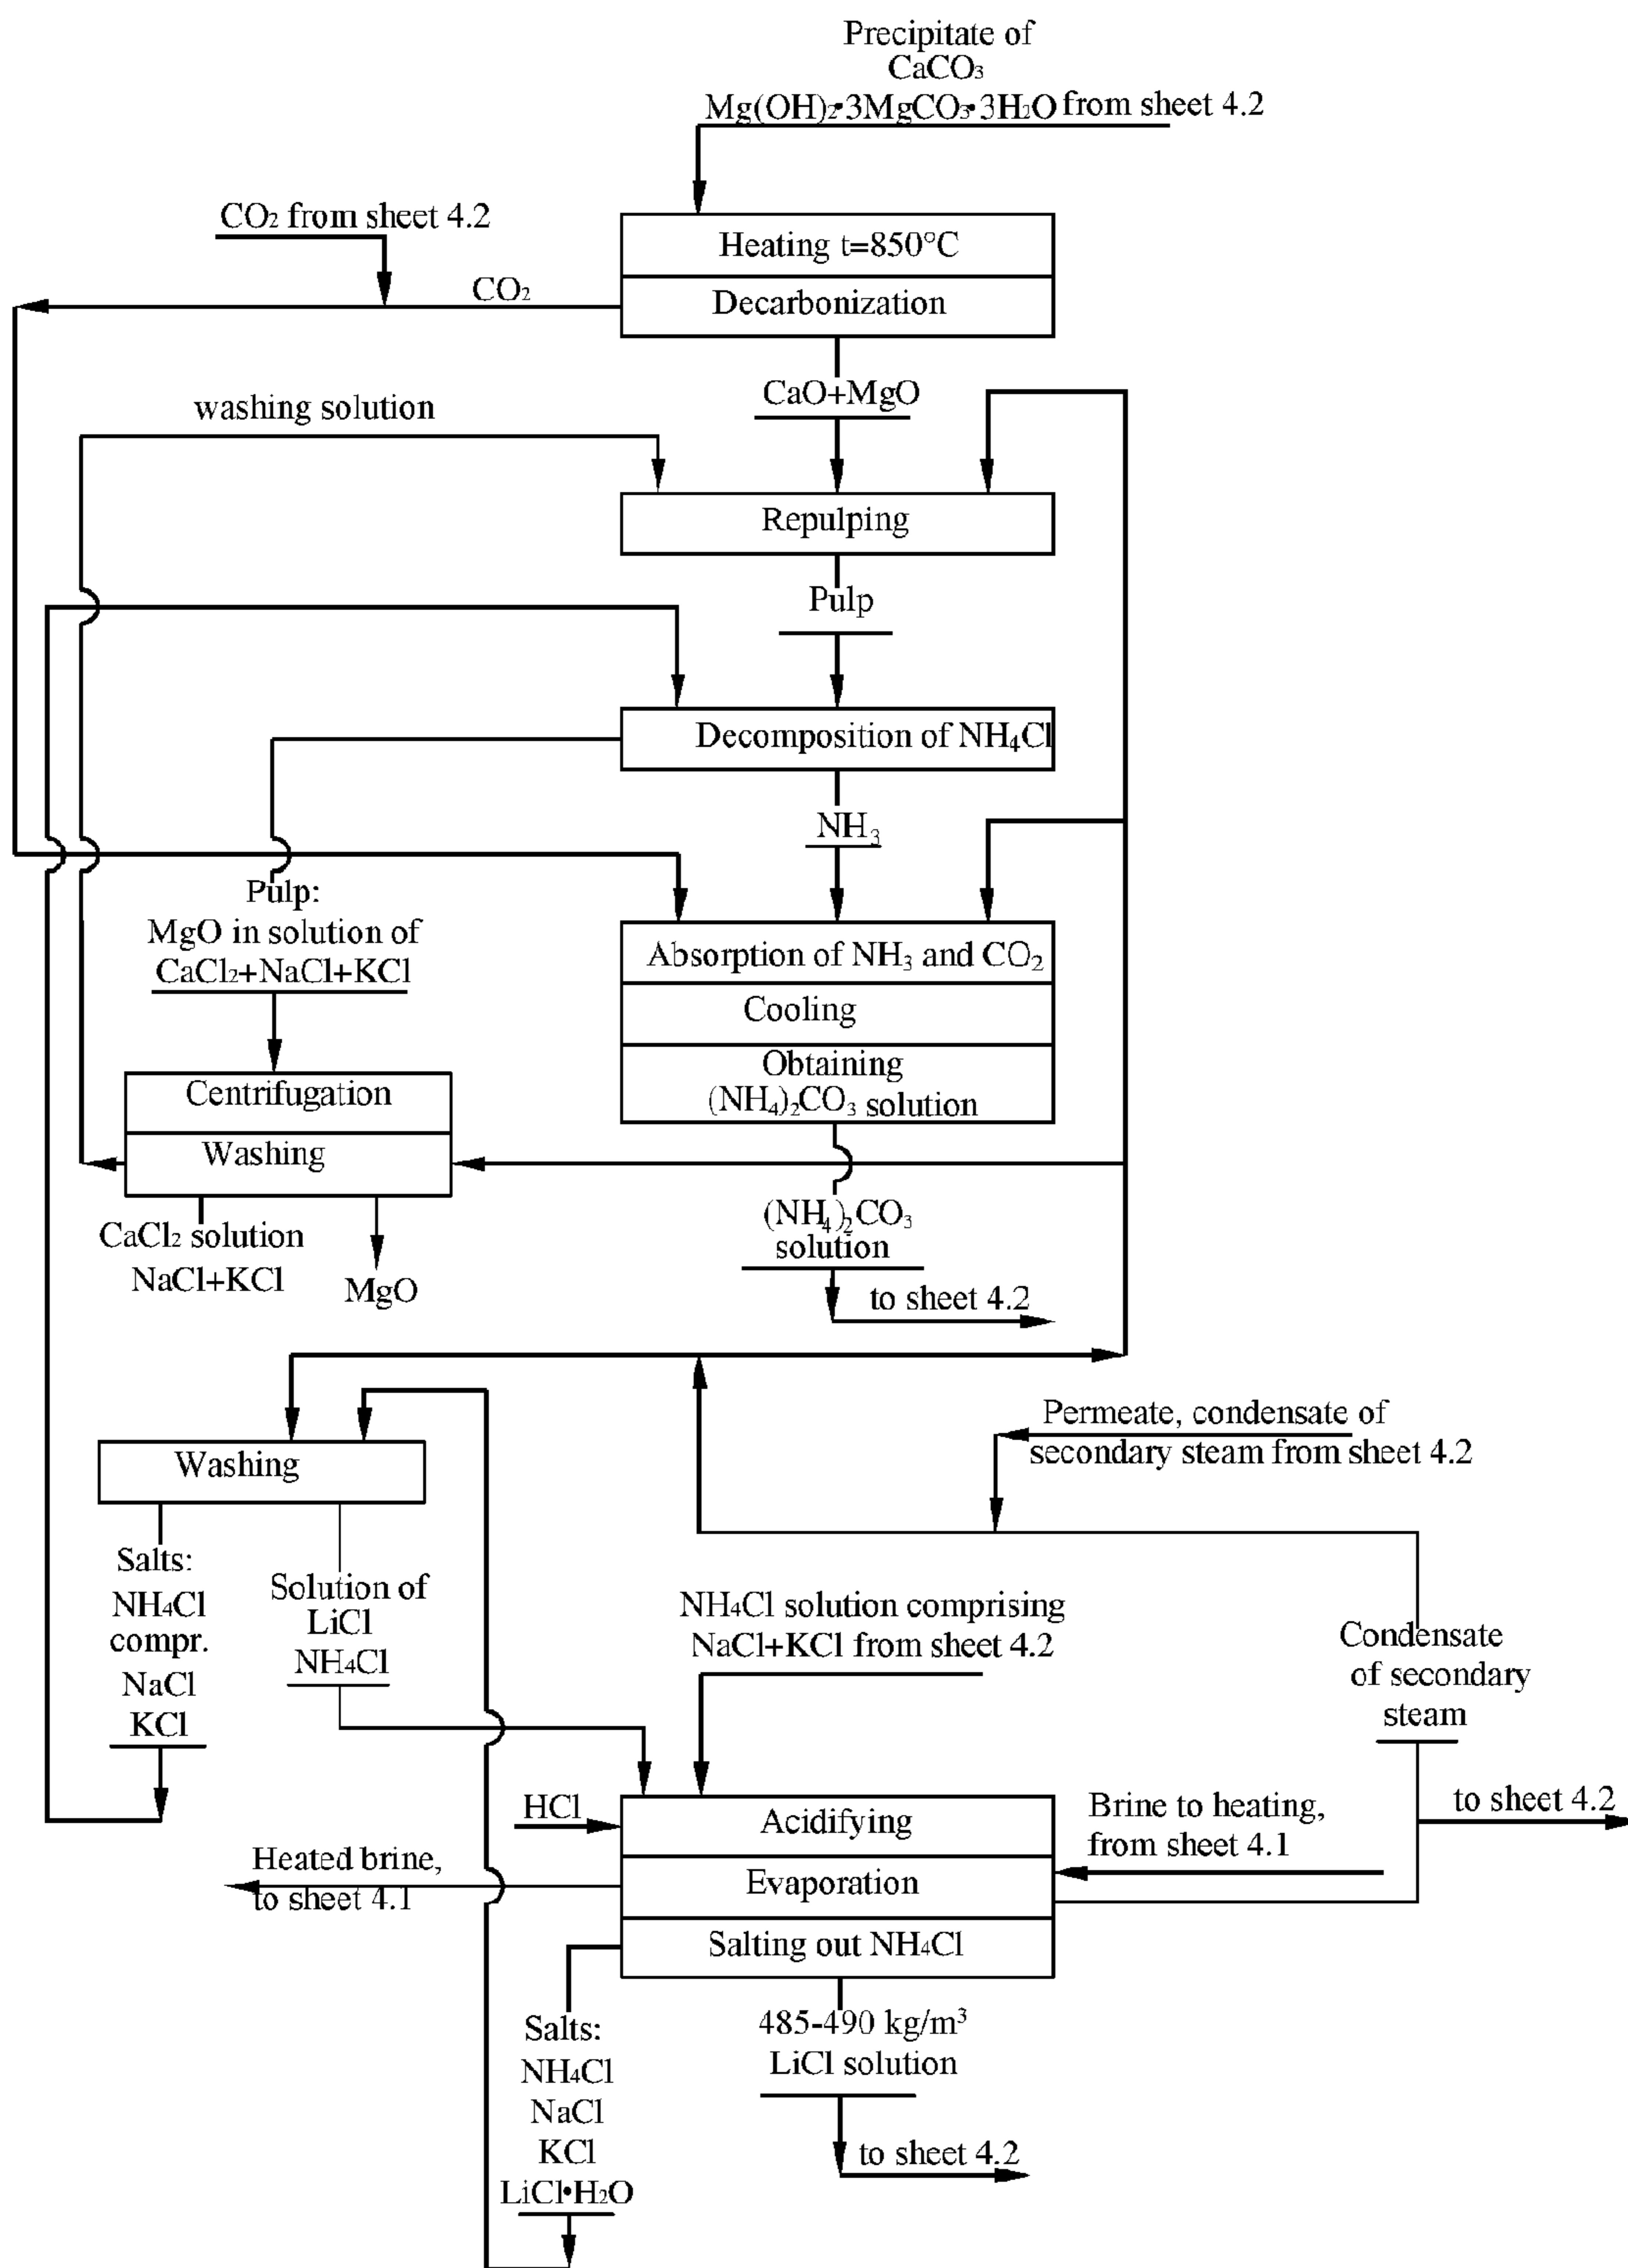 Precipitate of
CaCO₃
Mg(OH)₂•3MgCO₃•3H₂O from sheet 4.2
CO₂ from sheet 4.2
Heating t=850°C
CO₂
Decarbonization
CaO+MgO
washing solution
Repulping
Pulp
Decomposition of NH₄Cl
NH₃
Pulp:
MgO in solution of
CaCl₂+NaCl+KCl
Absorption of NH₃ and CO₂
Cooling
Obtaining
(NH₄)₂CO₃ solution
Centrifugation
Washing
CaCl₂ solution
NaCl+KCl
MgO
(NH₄)₂CO₃
solution
to sheet 4.2
Permeate, condensate of
secondary steam from sheet 4.2
Washing
Salts:
NH₄Cl
compr.
NaCl
KCl
Solution of
LiCl
NH₄Cl
NH₄Cl solution comprising
NaCl+KCl from sheet 4.2
Condensate
of secondary
steam
HCl
Acidifying
Brine to heating,
from sheet 4.1
to sheet 4.2
Heated brine,
to sheet 4.1
Evaporation
Salting out NH₄Cl
Salts:
NH₄Cl
NaCl
KCl
LiCl•H₂O
485-490 kg/m³
LiCl solution
to sheet 4.2